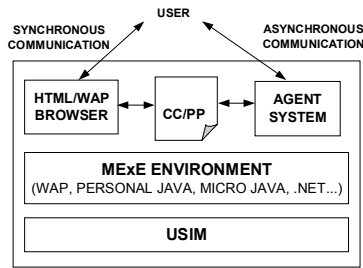 USER
SYNCHRONOUS
COMMUNICATION
ASYNCHRONOUS
COMMUNICATION
HTML/WAP
BROWSER
CC/PP
AGENT
SYSTEM
MExE ENVIRONMENT
(WAP, PERSONAL JAVA, MICRO JAVA, .NET...)
USIM